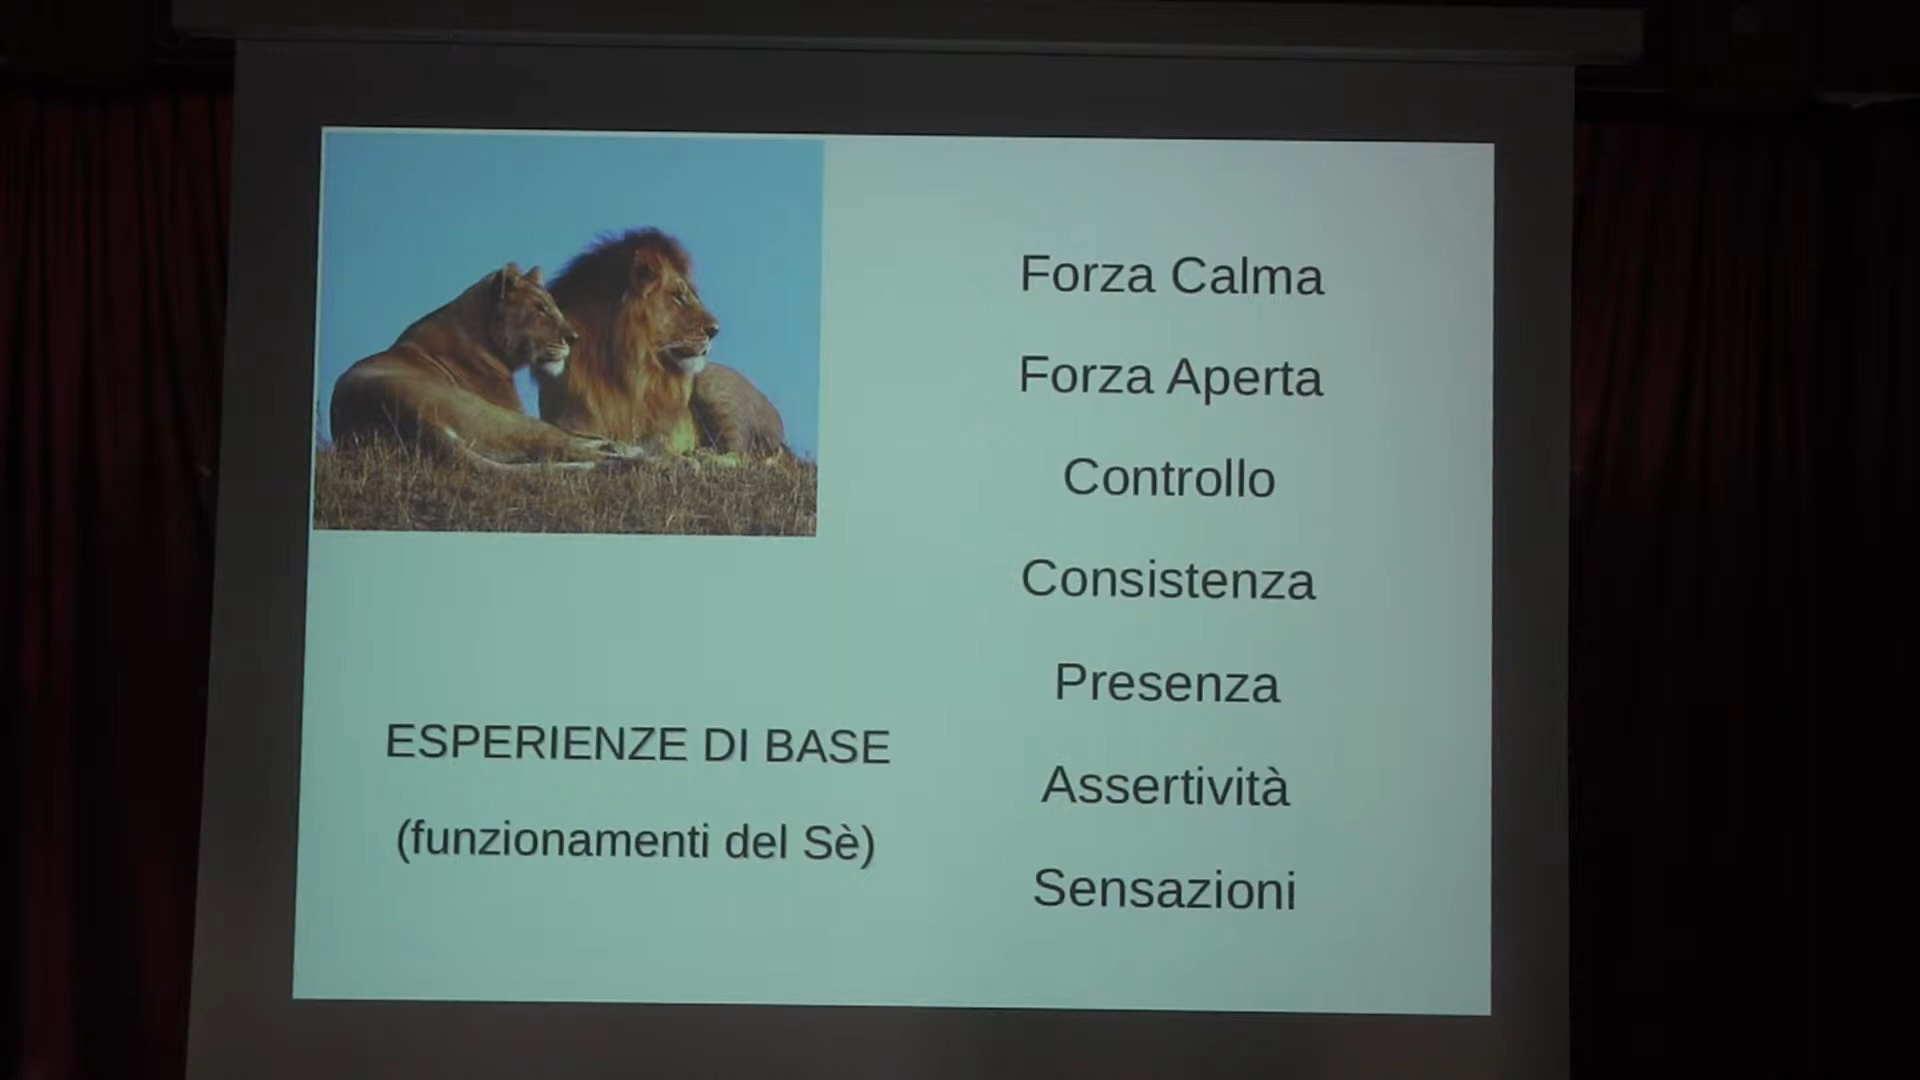 ESPERIENZE DI BASE
(funzionamenti del Sè)
Forza Calma
Forza Aperta
Controllo
Consistenza
Presenza
Assertività
Sensazioni